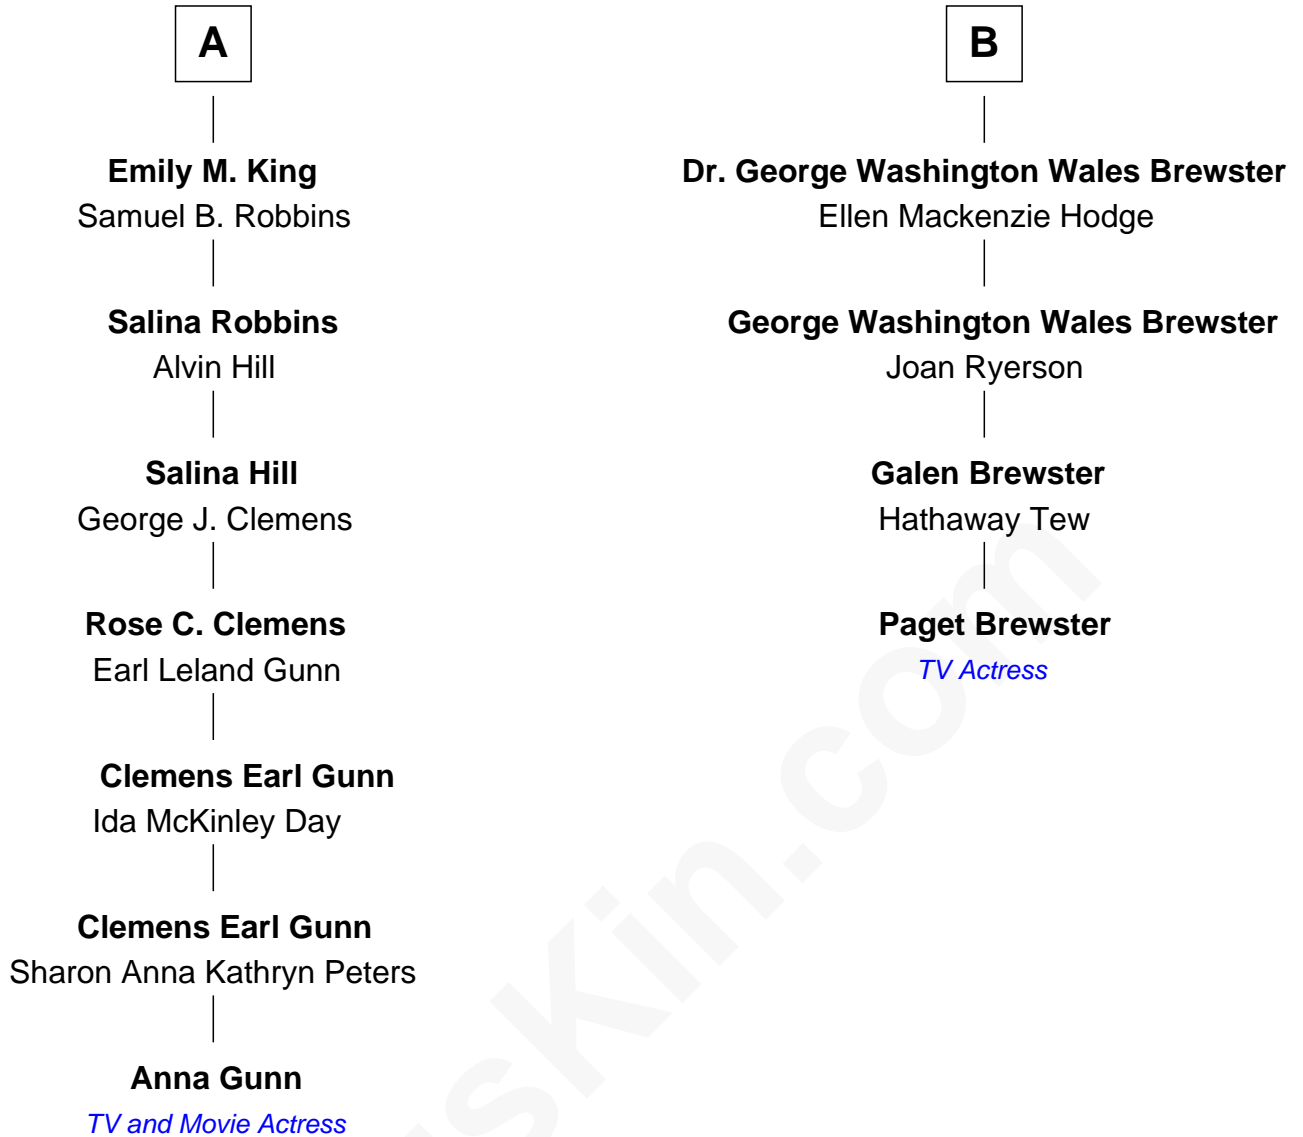 A
Emily M. King
Samuel B. Robbins
Salina Robbins
Alvin Hill
Salina Hill
George J. Clemens
Rose C. Clemens
Earl Leland Gunn
Clemens Earl Gunn
Ida McKinley Day
Clemens Earl Gunn
Sharon Anna Kathryn Peters
Anna Gunn
TV and Movie Actress
B
Dr. George Washington Wales Brewster
Ellen Mackenzie Hodge
George Washington Wales Brewster
Joan Ryerson
Galen Brewster
Hathaway Tew
Paget Brewster
TV Actress
sKin.com